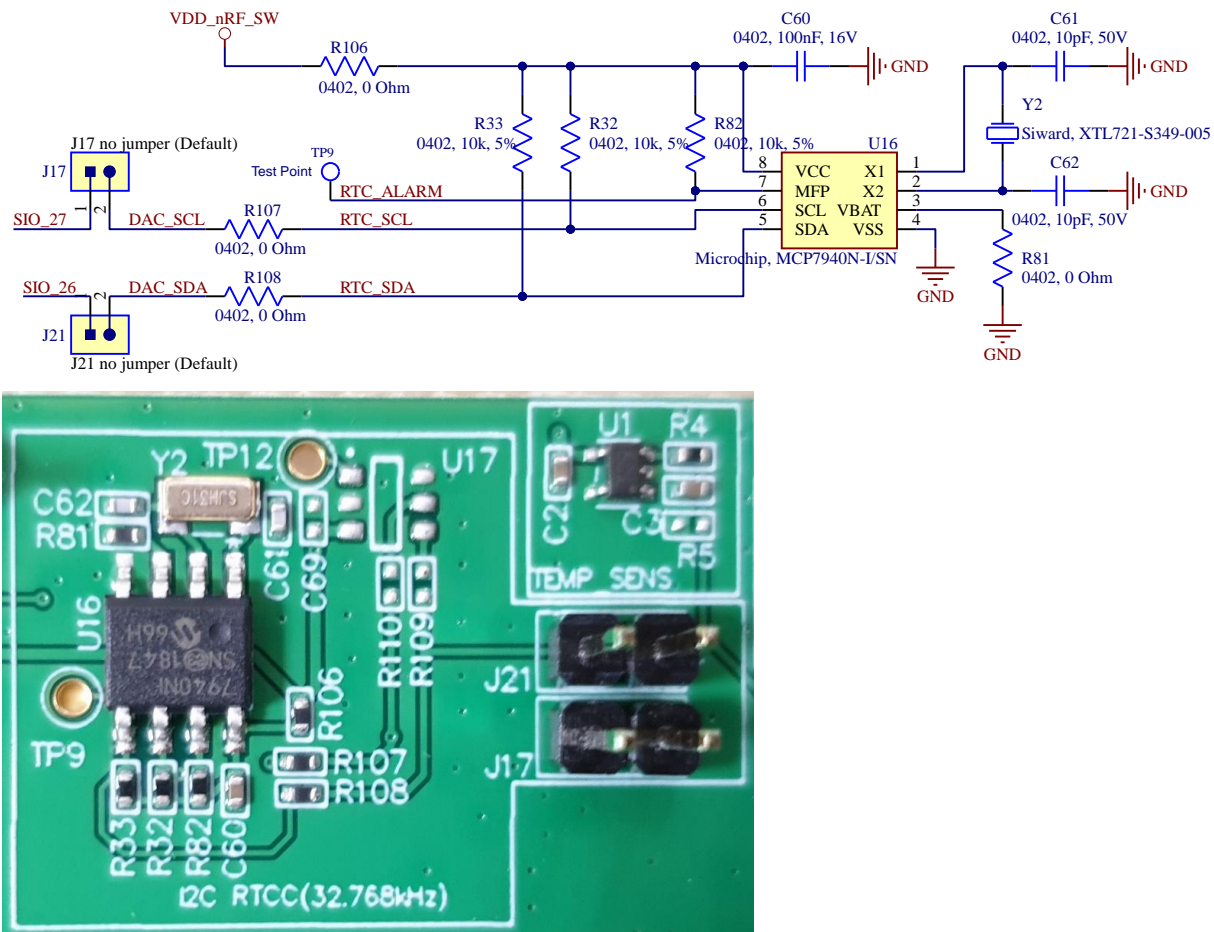 VDD_nRF_SW
R106
0402, 0 Ohm
C60
0402, 100nF, 16V
GND
C61
0402, 10pF, 50V
GND
R33
0402, 10k, 5%
R32
0402, 10k, 5%
R82
0402, 10k, 5%
Y2
Siward, XTL721-S349-005
J17 no jumper (Default)
J17
1
2
SIO_27
DAC_SCL
R107
0402, 0 Ohm
RTC_SCL
TP9
Test Point
RTC_ALARM
U16
8 VCC X1 1
7 MFP X2 2
6 SCL VBAT 3
5 SDA VSS 4
Microchip, MCP7940N-I/SN
C62
0402, 10pF, 50V
GND
R81
0402, 0 Ohm
GND
GND
SIO_26
1
2
DAC_SDA
R108
0402, 0 Ohm
RTC_SDA
J21
J21 no jumper (Default)
Y2
TP12
U17
C62
R81
SJH31C
C61
C69
U1
R4
C2
C3
R5
TEMP SENS
U16
66H
SN 1847
7940NI
R110
R109
J21
J17
TP9
R106
R107
R108
R33
R32
R82
C60
I2C RTCC(32.768kHz)